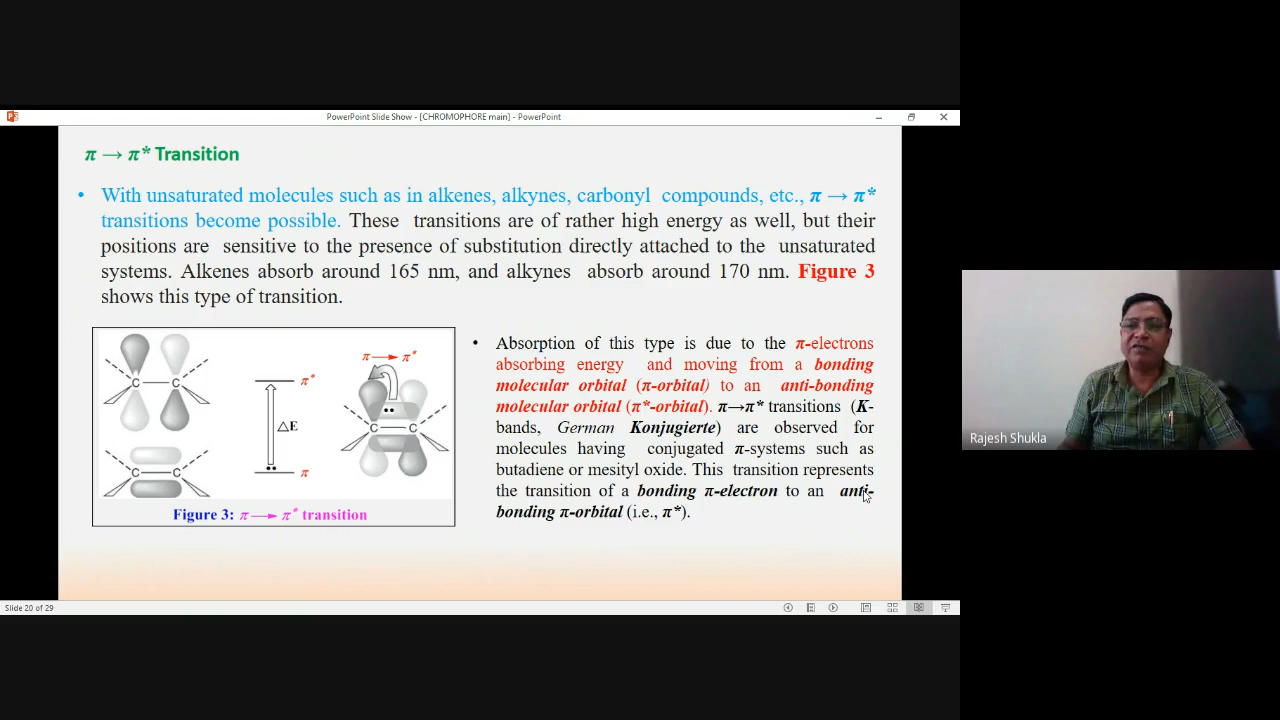 PowerPoint Slide Show - [CHROMOPHORE main] - PowerPoint
π → π* Transition
• With unsaturated molecules such as in alkenes, alkynes, carbonyl compounds, etc., π → π*
transitions become possible. These transitions are of rather high energy as well, but their
positions are sensitive to the presence of substitution directly attached to the unsaturated
systems. Alkenes absorb around 165 nm, and alkynes absorb around 170 nm. Figure 3
shows this type of transition.
C C
C C
π*
△E
π
π → π*
C C
Figure 3: π → π* transition
• Absorption of this type is due to the π-electrons
absorbing energy and moving from a bonding
molecular orbital (π-orbital) to an anti-bonding
molecular orbital (π*-orbital). π→π* transitions (K-
bands, German Konjugierte) are observed for
molecules having conjugated π-systems such as
butadiene or mesityl oxide. This transition represents
the transition of a bonding π-electron to an anti-
bonding π-orbital (i.e., π*).
Slide 20 of 29
Rajesh Shukla